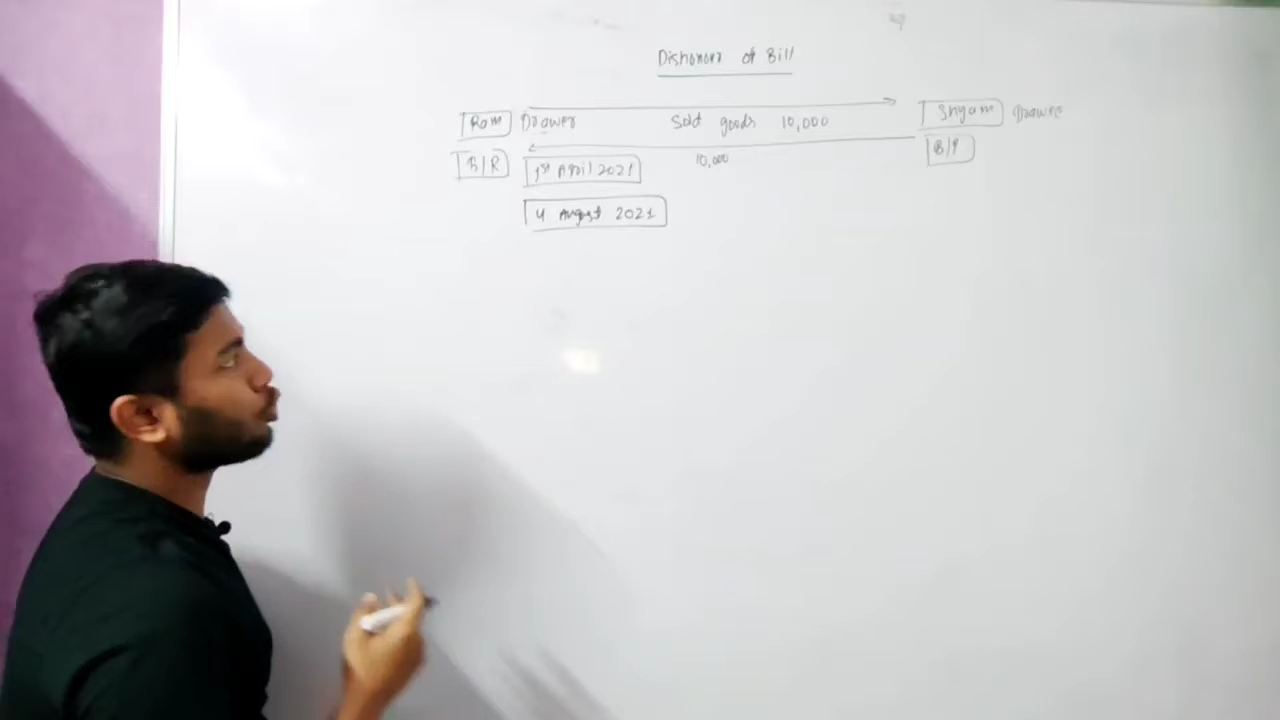 Dishonour of Bill
Ram Drawer Sold goods 10,000 Shyam Drawee
B/R 1st April 2021 10,000 B/P
4 August 2021